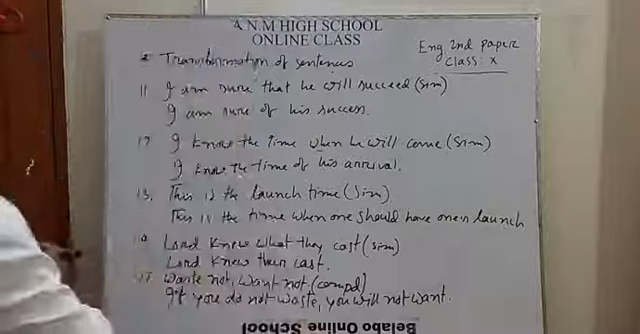 A.N.M HIGH SCHOOL
ONLINE CLASS
Eng 2nd paper
Class: X
Transformation of sentences
11 I am sure that he will succeed (sim)
I am sure of his success.
12 I know the time when he will come (sim)
I know the time of his arrival.
13. This is the launch time (sim)
This is the time when one should have one's launch
Lord knew what they cost (sim)
Lord knew their cost.
Waste not, want not (compd)
If you do not waste, you will not want.
Belabo Online School